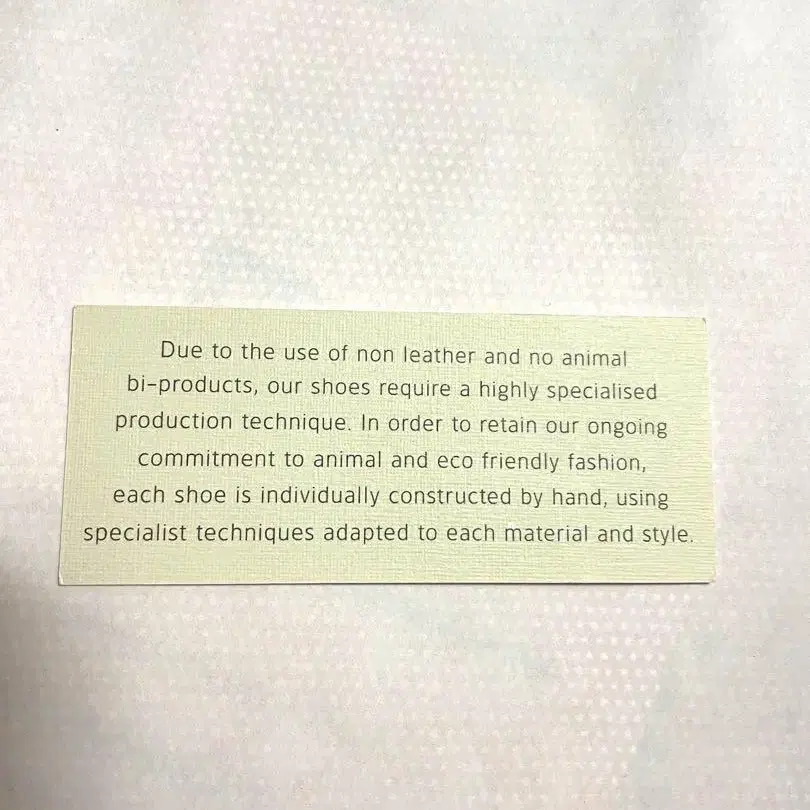 Due to the use of non leather and no animal
bi-products, our shoes require a highly specialised
production technique. In order to retain our ongoing
commitment to animal and eco friendly fashion,
each shoe is individually constructed by hand, using
specialist techniques adapted to each material and style.